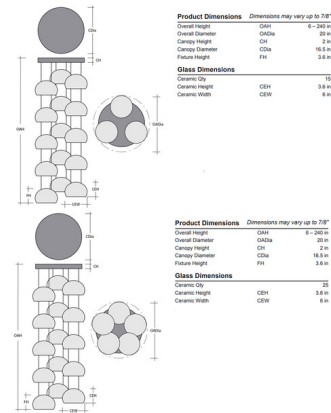 CDia
CH
OAH
OADia
FH
CEH
CEW
Product Dimensions Dimensions may vary up to 7/8"
Overall Height OAH 6 – 240 in
Overall Diameter OADia 20 in
Canopy Height CH 2 in
Canopy Diameter CDia 16.5 in
Fixture Height FH 3.6 in
Glass Dimensions
Ceramic Qty 15
Ceramic Height CEH 3.6 in
Ceramic Width CEW 6 in
CDia
CH
OAH
OADia
FH
CEH
CEW
Product Dimensions Dimensions may vary up to 7/8"
Overall Height OAH 6 – 240 in
Overall Diameter OADia 20 in
Canopy Height CH 2 in
Canopy Diameter CDia 16.5 in
Fixture Height FH 3.6 in
Glass Dimensions
Ceramic Qty 25
Ceramic Height CEH 3.6 in
Ceramic Width CEW 6 in